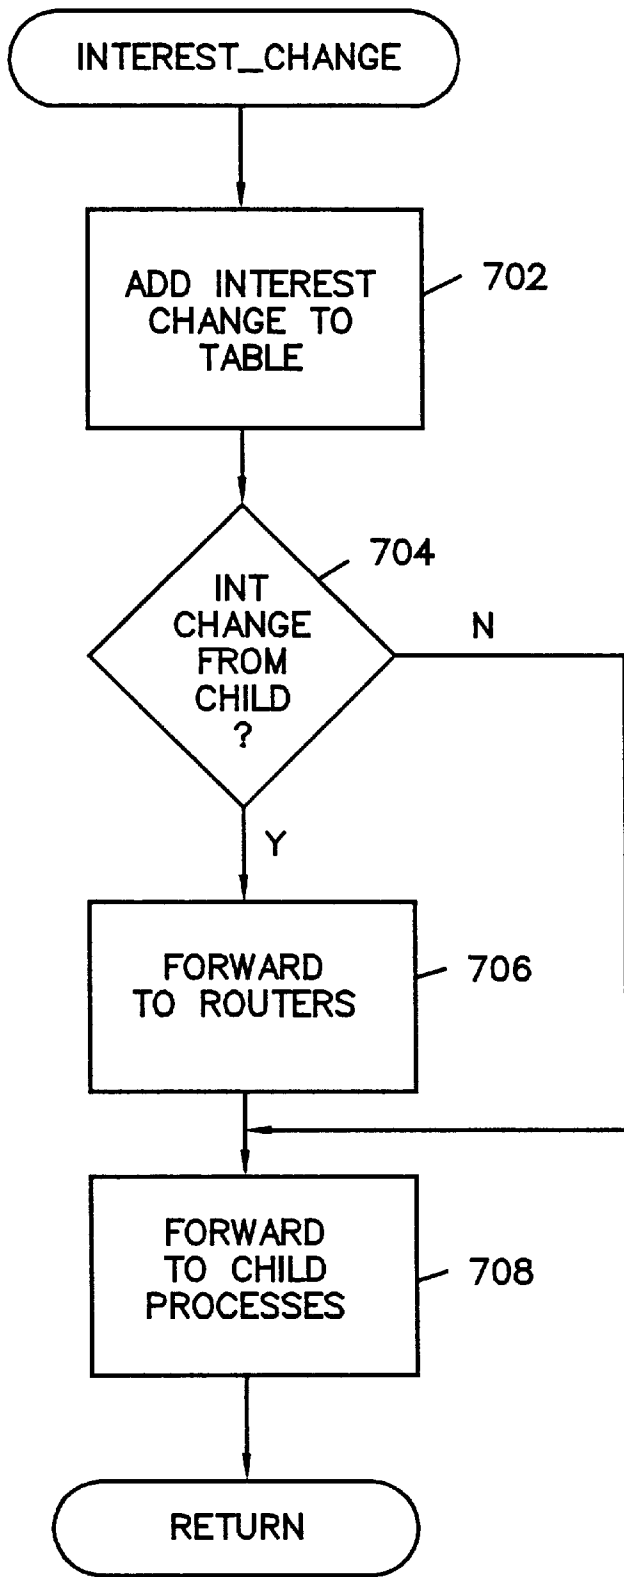 INTEREST_CHANGE
ADD INTEREST
CHANGE TO
TABLE
702
INT
CHANGE
FROM
CHILD
?
704
N
Y
FORWARD
TO ROUTERS
706
FORWARD
TO CHILD
PROCESSES
708
RETURN